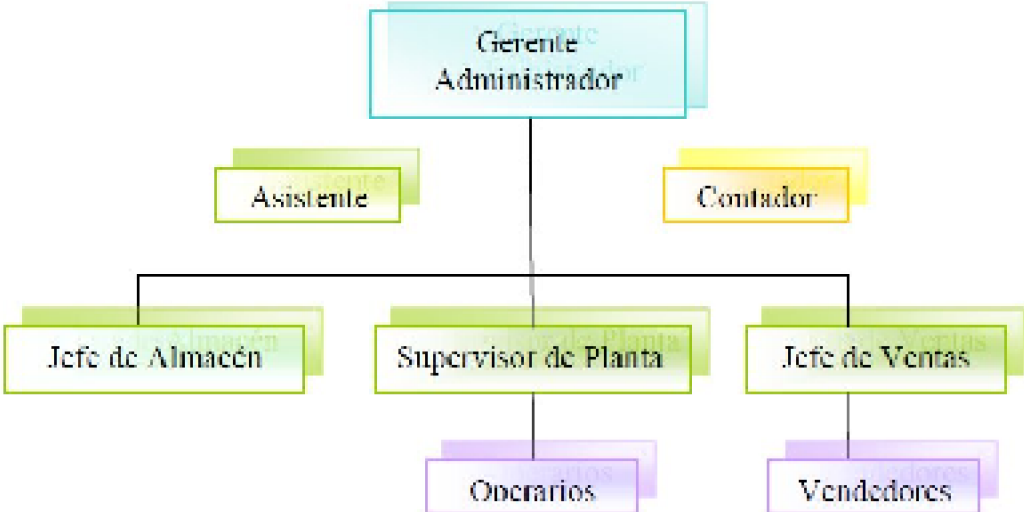 Gerente
Administrador
Asistente
Contador
Jefe de Almacén
Supervisor de Planta
Jefe de Ventas
Operarios
Vendedores